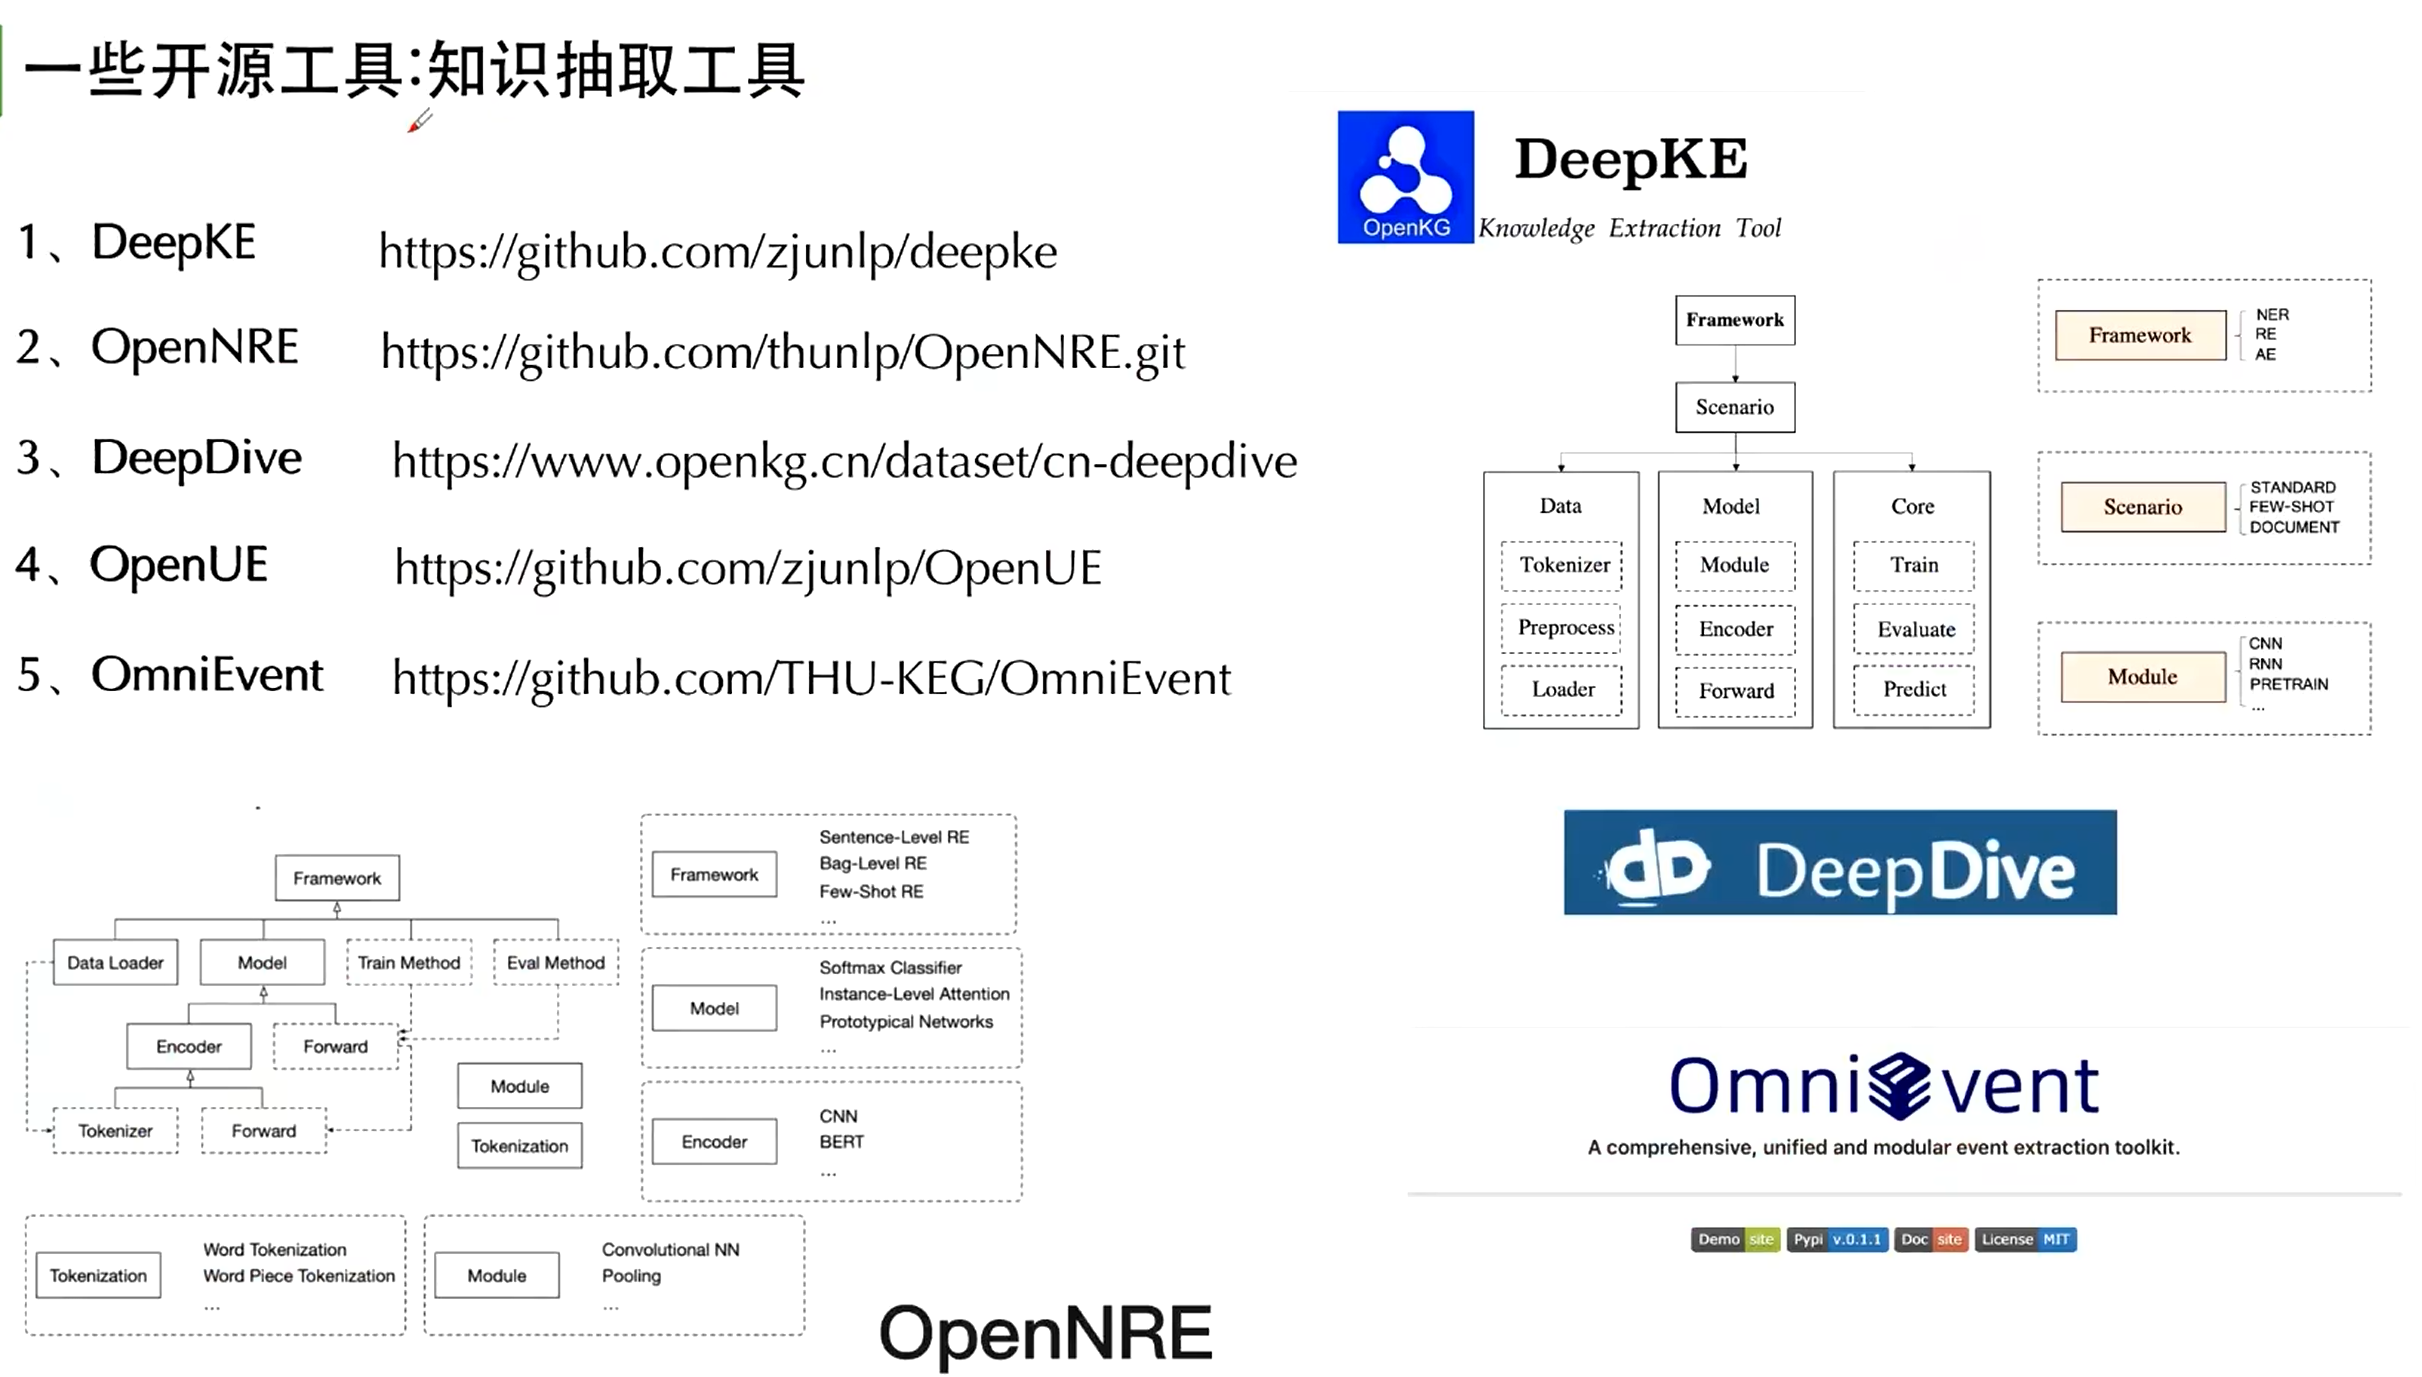 一些开源工具:知识抽取工具
1、DeepKE https://github.com/zjunlp/deepke
2、OpenNRE https://github.com/thunlp/OpenNRE.git
3、DeepDive https://www.openkg.cn/dataset/cn-deepdive
4、OpenUE https://github.com/zjunlp/OpenUE
5、OmniEvent https://github.com/THU-KEG/OmniEvent
OpenKG
DeepKE
Knowledge Extraction Tool
Framework
Scenario
Data
Tokenizer
Preprocess
Loader
Model
Module
Encoder
Forward
Core
Train
Evaluate
Predict
Framework
NER
RE
AE
Scenario
STANDARD
FEW-SHOT
DOCUMENT
Module
CNN
RNN
PRETRAIN
...
Framework
Data Loader
Model
Train Method
Eval Method
Encoder
Forward
Tokenizer
Forward
Module
Tokenization
Framework
Sentence-Level RE
Bag-Level RE
Few-Shot RE
...
Model
Softmax Classifier
Instance-Level Attention
Prototypical Networks
...
Encoder
CNN
BERT
...
Tokenization
Word Tokenization
Word Piece Tokenization
...
Module
Convolutional NN
Pooling
...
OpenNRE
dD DeepDive
OmniEvent
A comprehensive, unified and modular event extraction toolkit.
Demo site Pypi v.0.1.1 Doc site License MIT